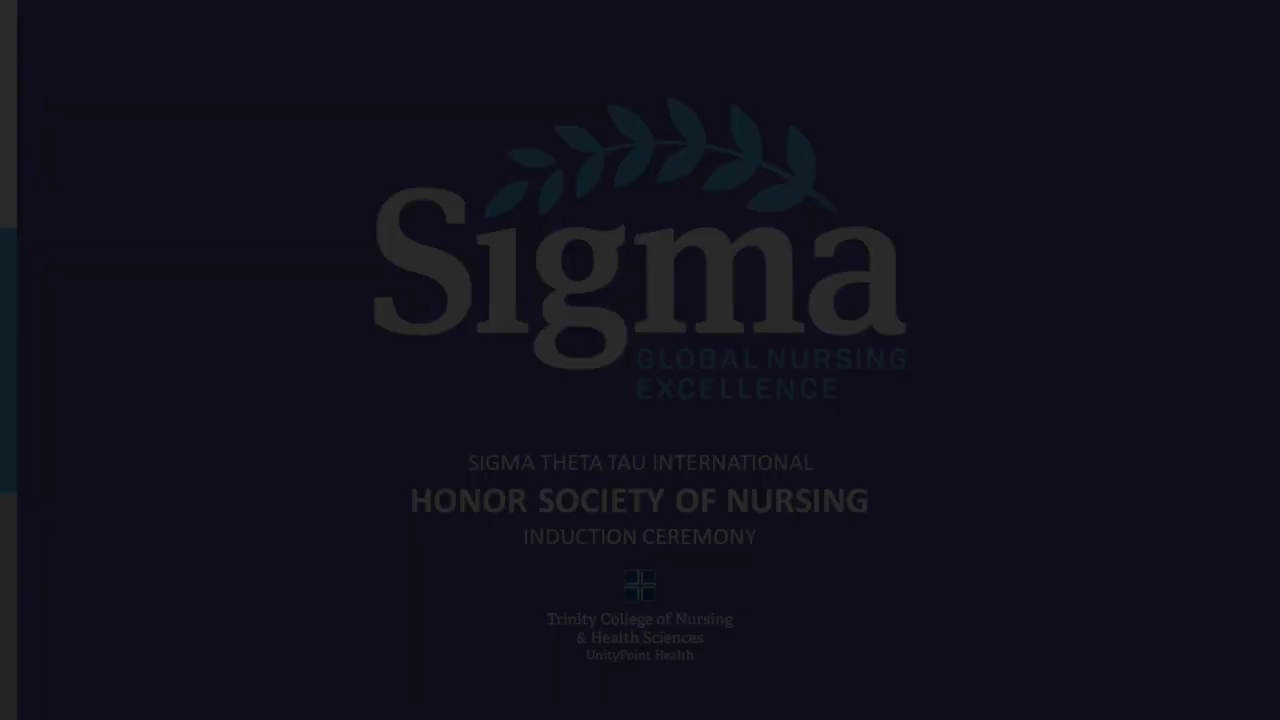 Sigma
GLOBAL NURSING
EXCELLENCE
SIGMA THETA TAU INTERNATIONAL
HONOR SOCIETY OF NURSING
INDUCTION CEREMONY
Trinity College of Nursing
& Health Sciences
UnityPoint Health